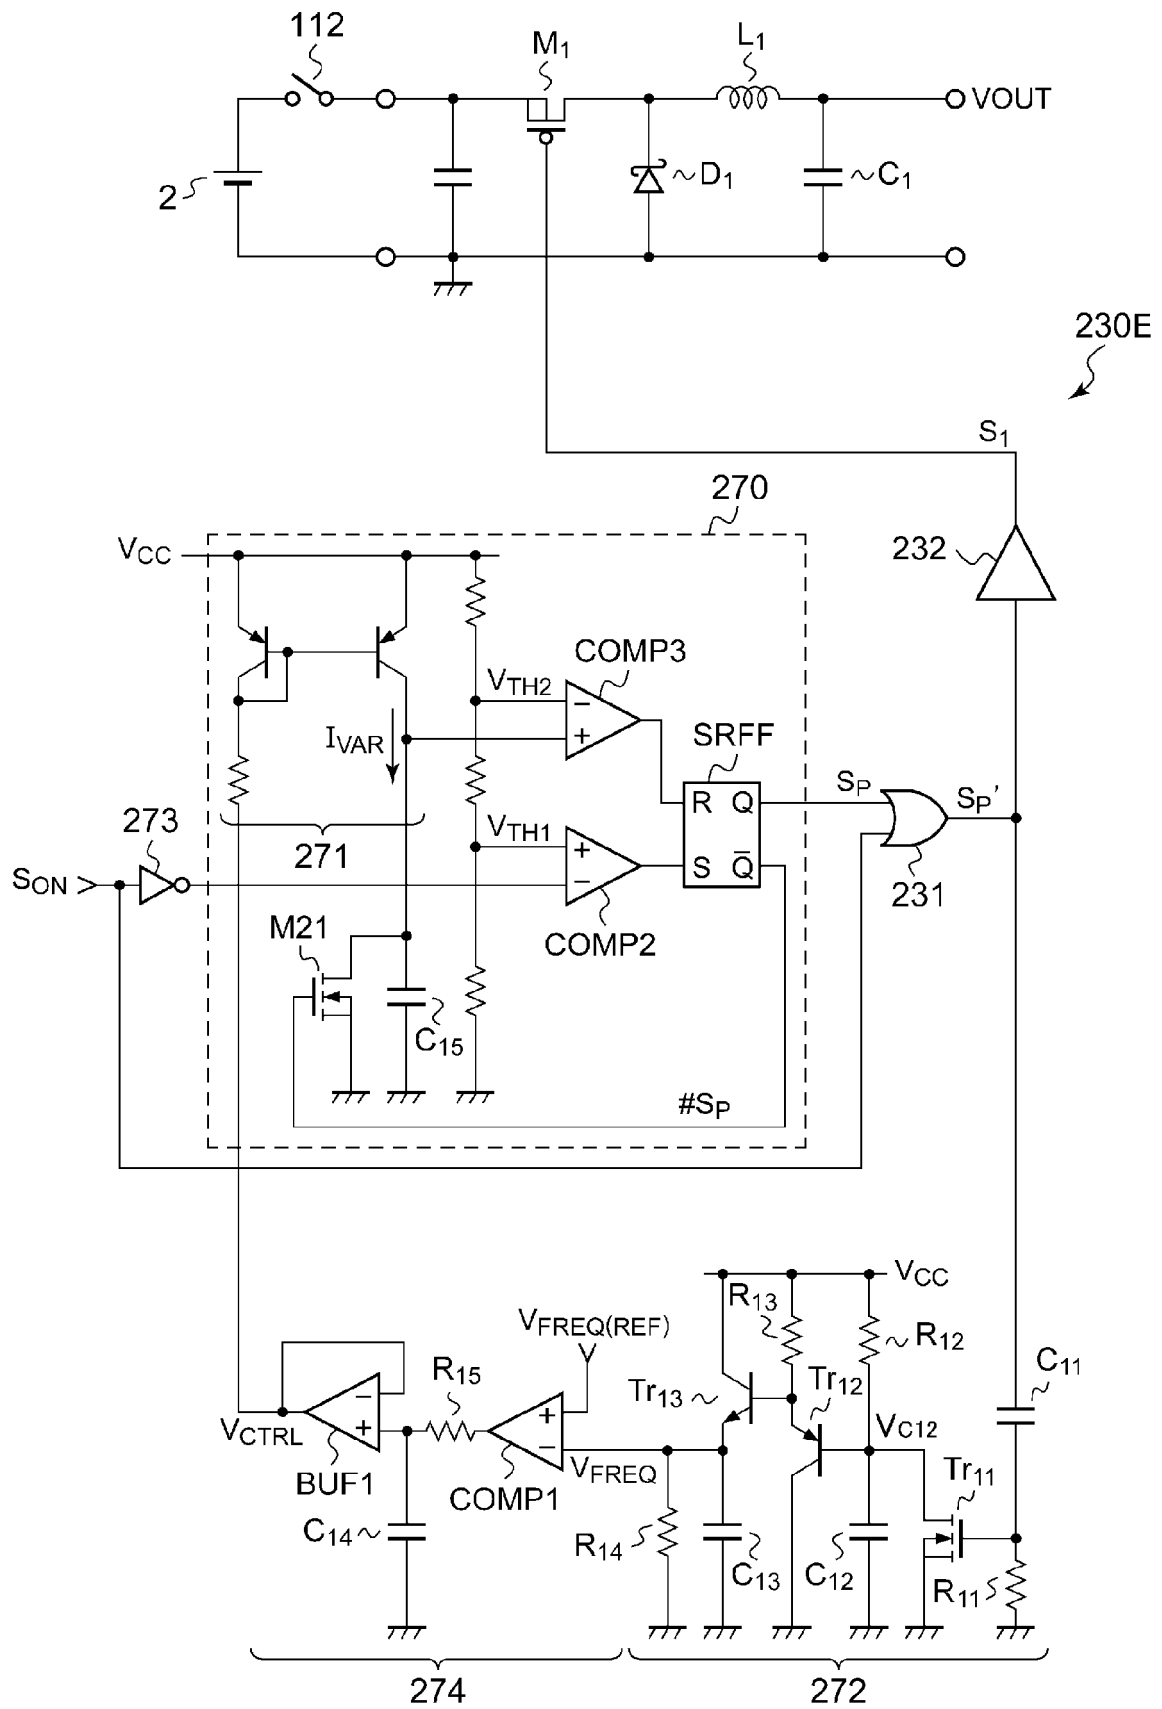 112
M1
L1
VOUT
2
D1
C1
230E
S1
270
VCC
232
COMP3
VTH2
IVAR
SRFF
R Q
SP
SP'
273
271
VTH1
SON
S Q̅
231
M21
COMP2
C15
#SP
VCC
R13
VFREQ(REF)
R12
C11
R15
Tr13
Tr12
VCTRL
VC12
BUF1
VFREQ
Tr11
COMP1
C14
R14
C13
C12
R11
274
272